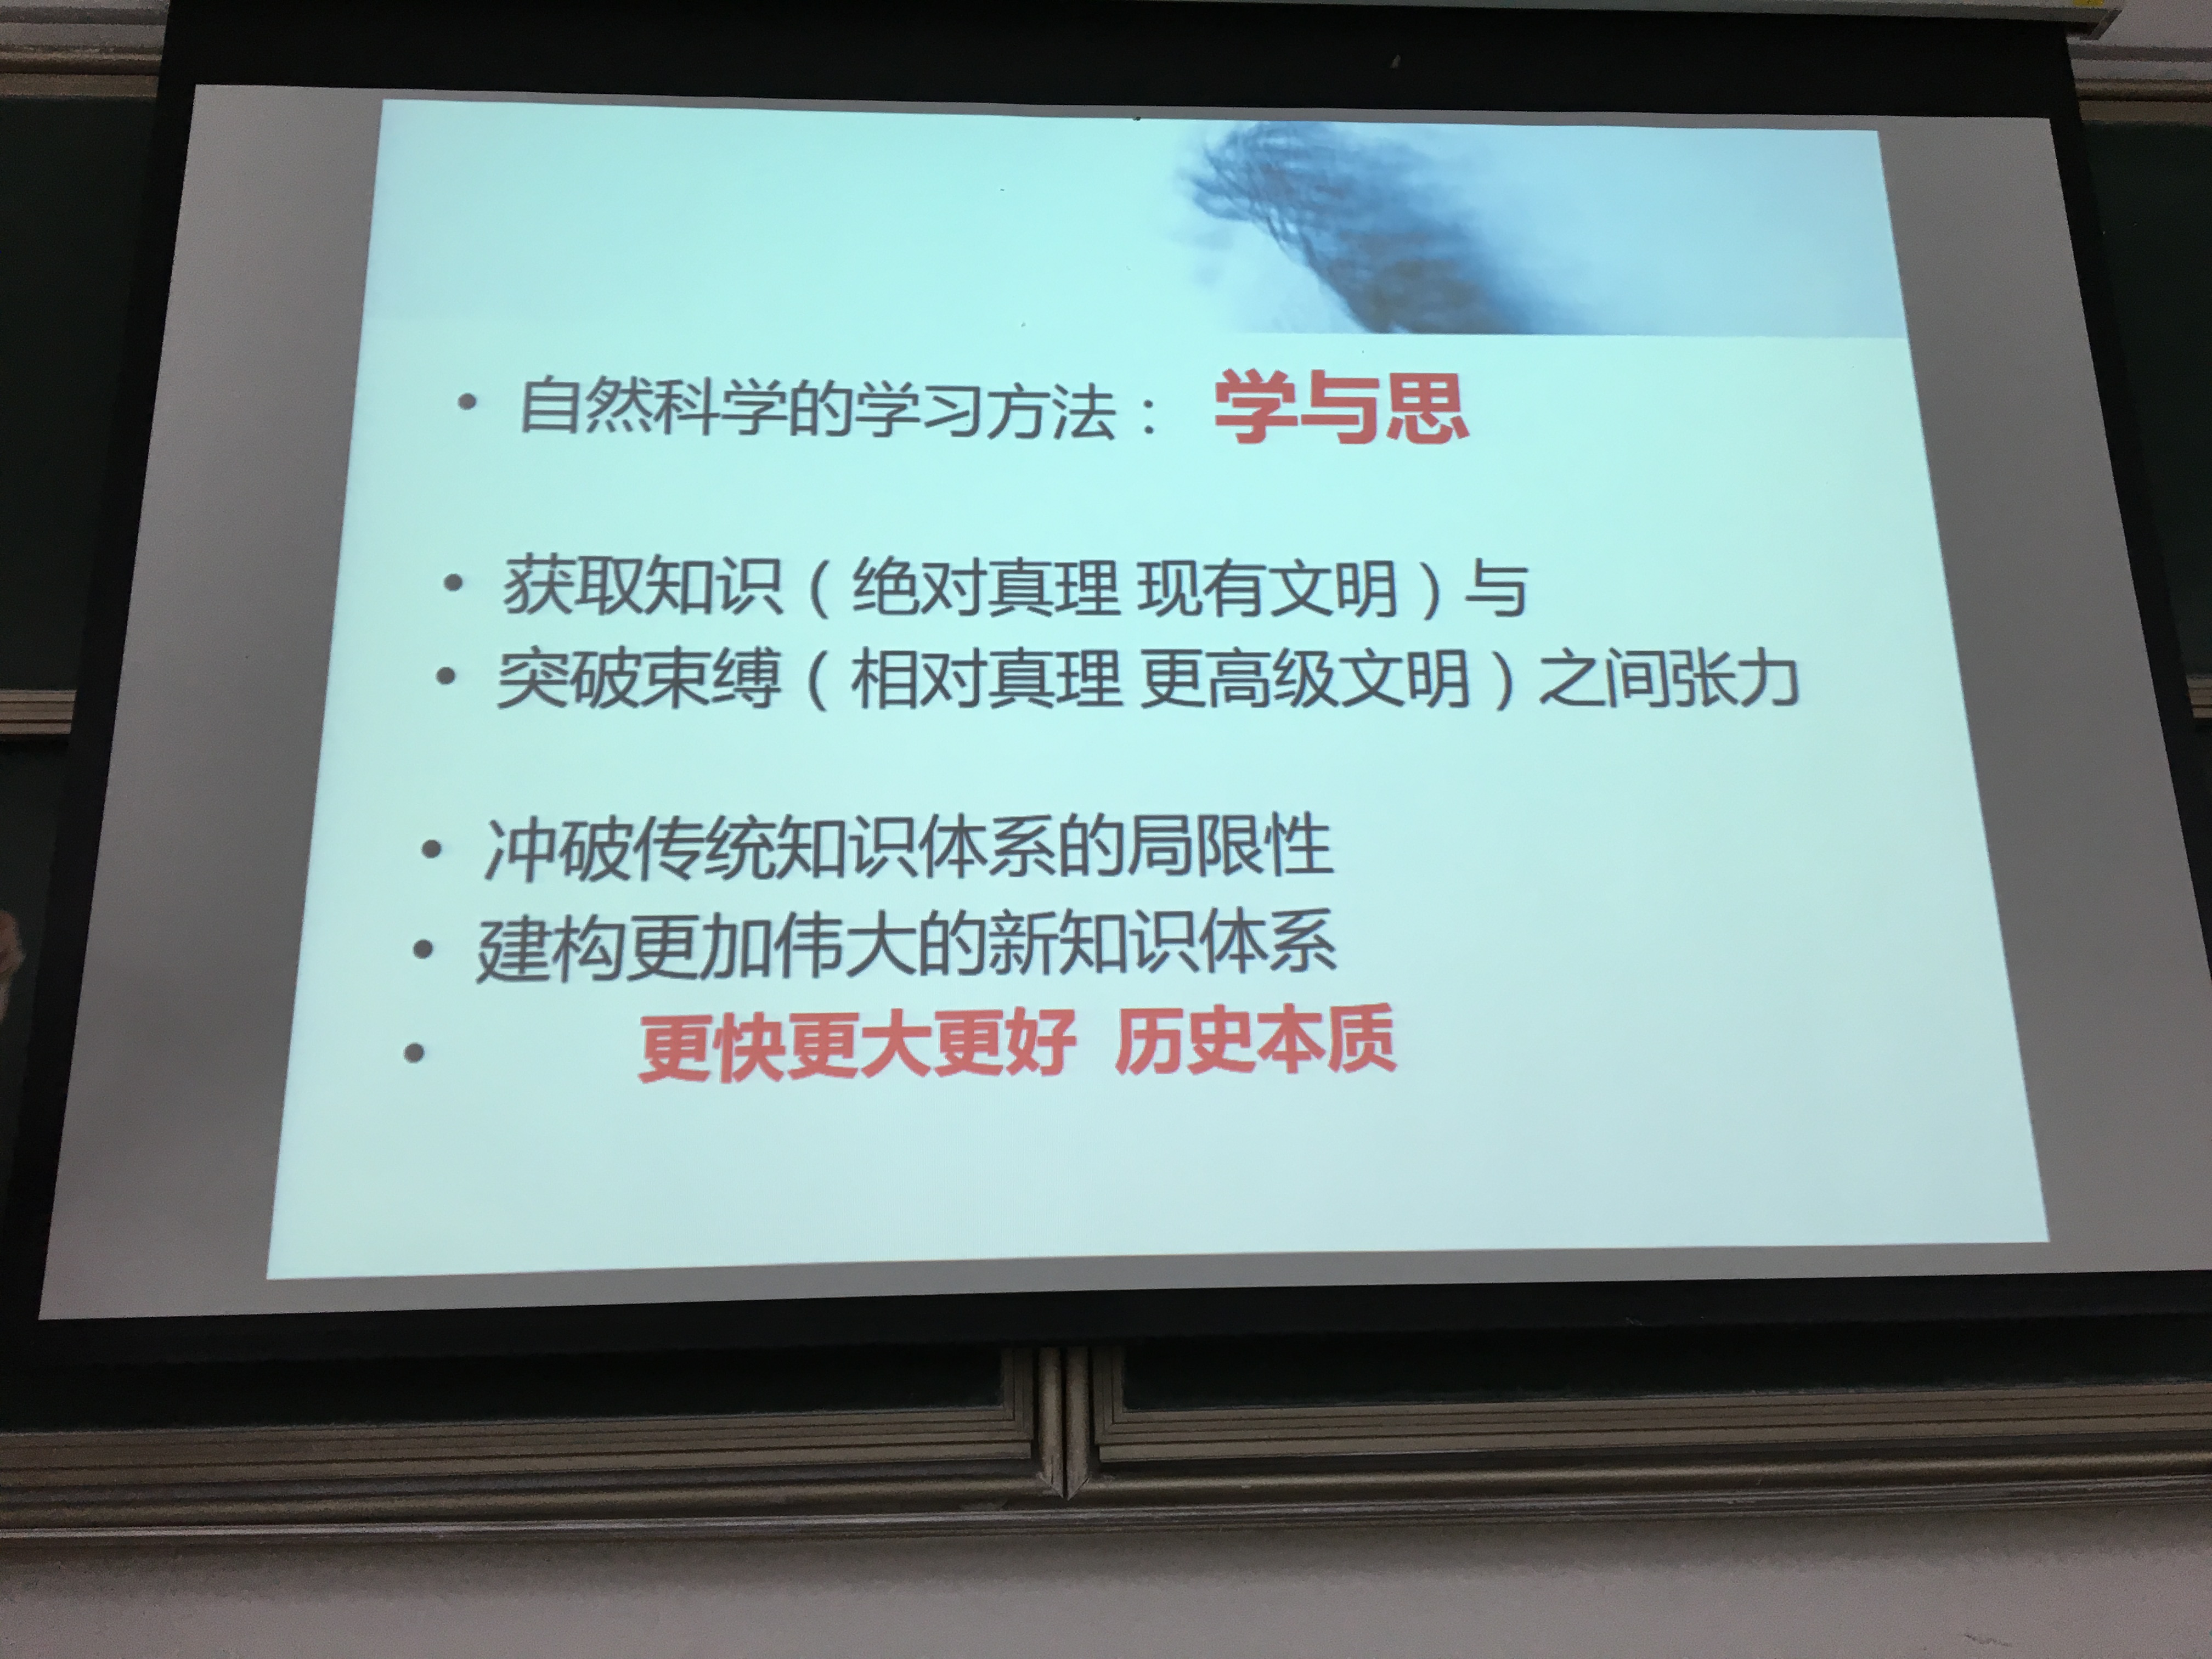 • 自然科学的学习方法： 学与思
• 获取知识（绝对真理 现有文明）与
• 突破束缚（相对真理 更高级文明）之间张力
• 冲破传统知识体系的局限性
• 建构更加伟大的新知识体系
• 更快更大更好 历史本质